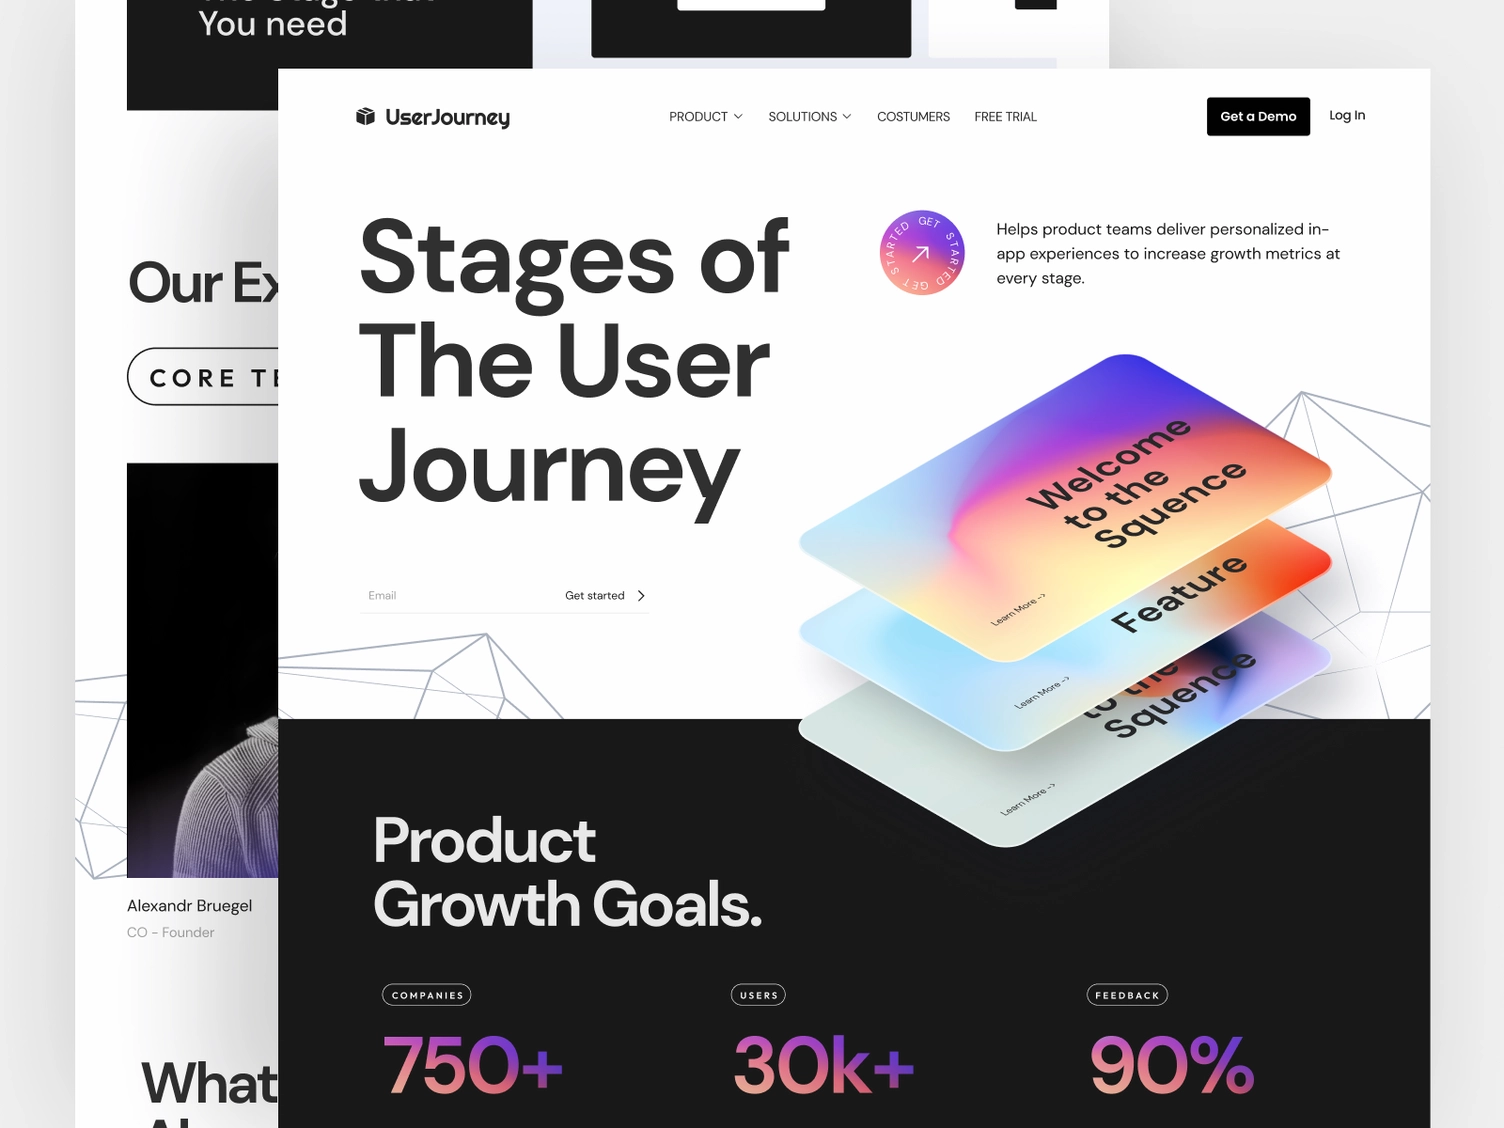 You need
UserJourney
PRODUCT
SOLUTIONS
COSTUMERS
FREE TRIAL
Get a Demo
Log In
Stages of
The User
Journey
GET STARTED GET STARTED
Helps product teams deliver personalized in-
app experiences to increase growth metrics at
every stage.
Email
Get started
Welcome
to the
Squence
Learn More ->
Feature
Learn More ->
to the
Squence
Learn More ->
Our Ex
CORE TE
Alexandr Bruegel
CO - Founder
What
Product
Growth Goals.
COMPANIES
750+
USERS
30k+
FEEDBACK
90%